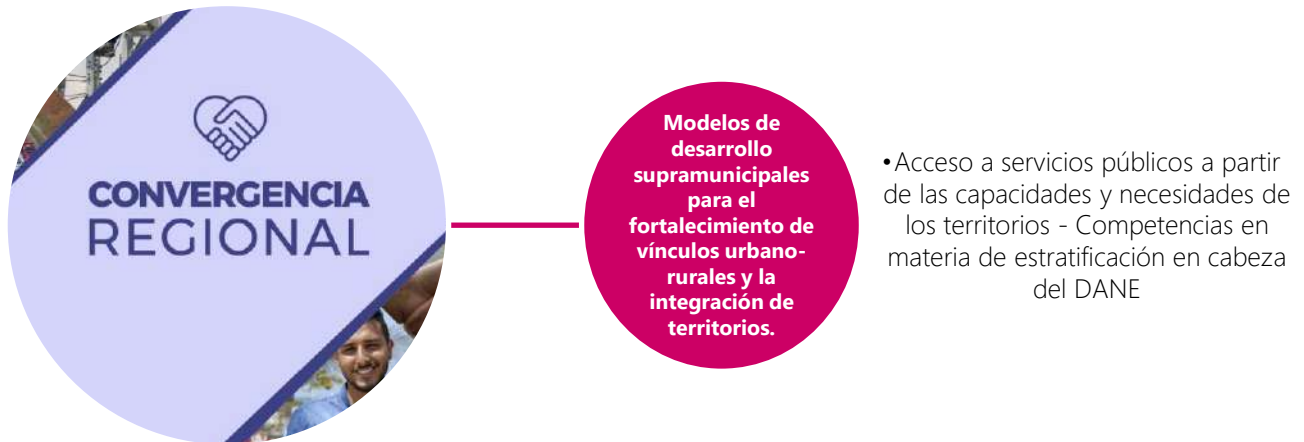 CONVERGENCIA
REGIONAL
Modelos de
desarrollo
supramunicipales
para el
fortalecimiento de
vínculos urbano-
rurales y la
integración de
territorios.
•Acceso a servicios públicos a partir
de las capacidades y necesidades de
los territorios - Competencias en
materia de estratificación en cabeza
del DANE